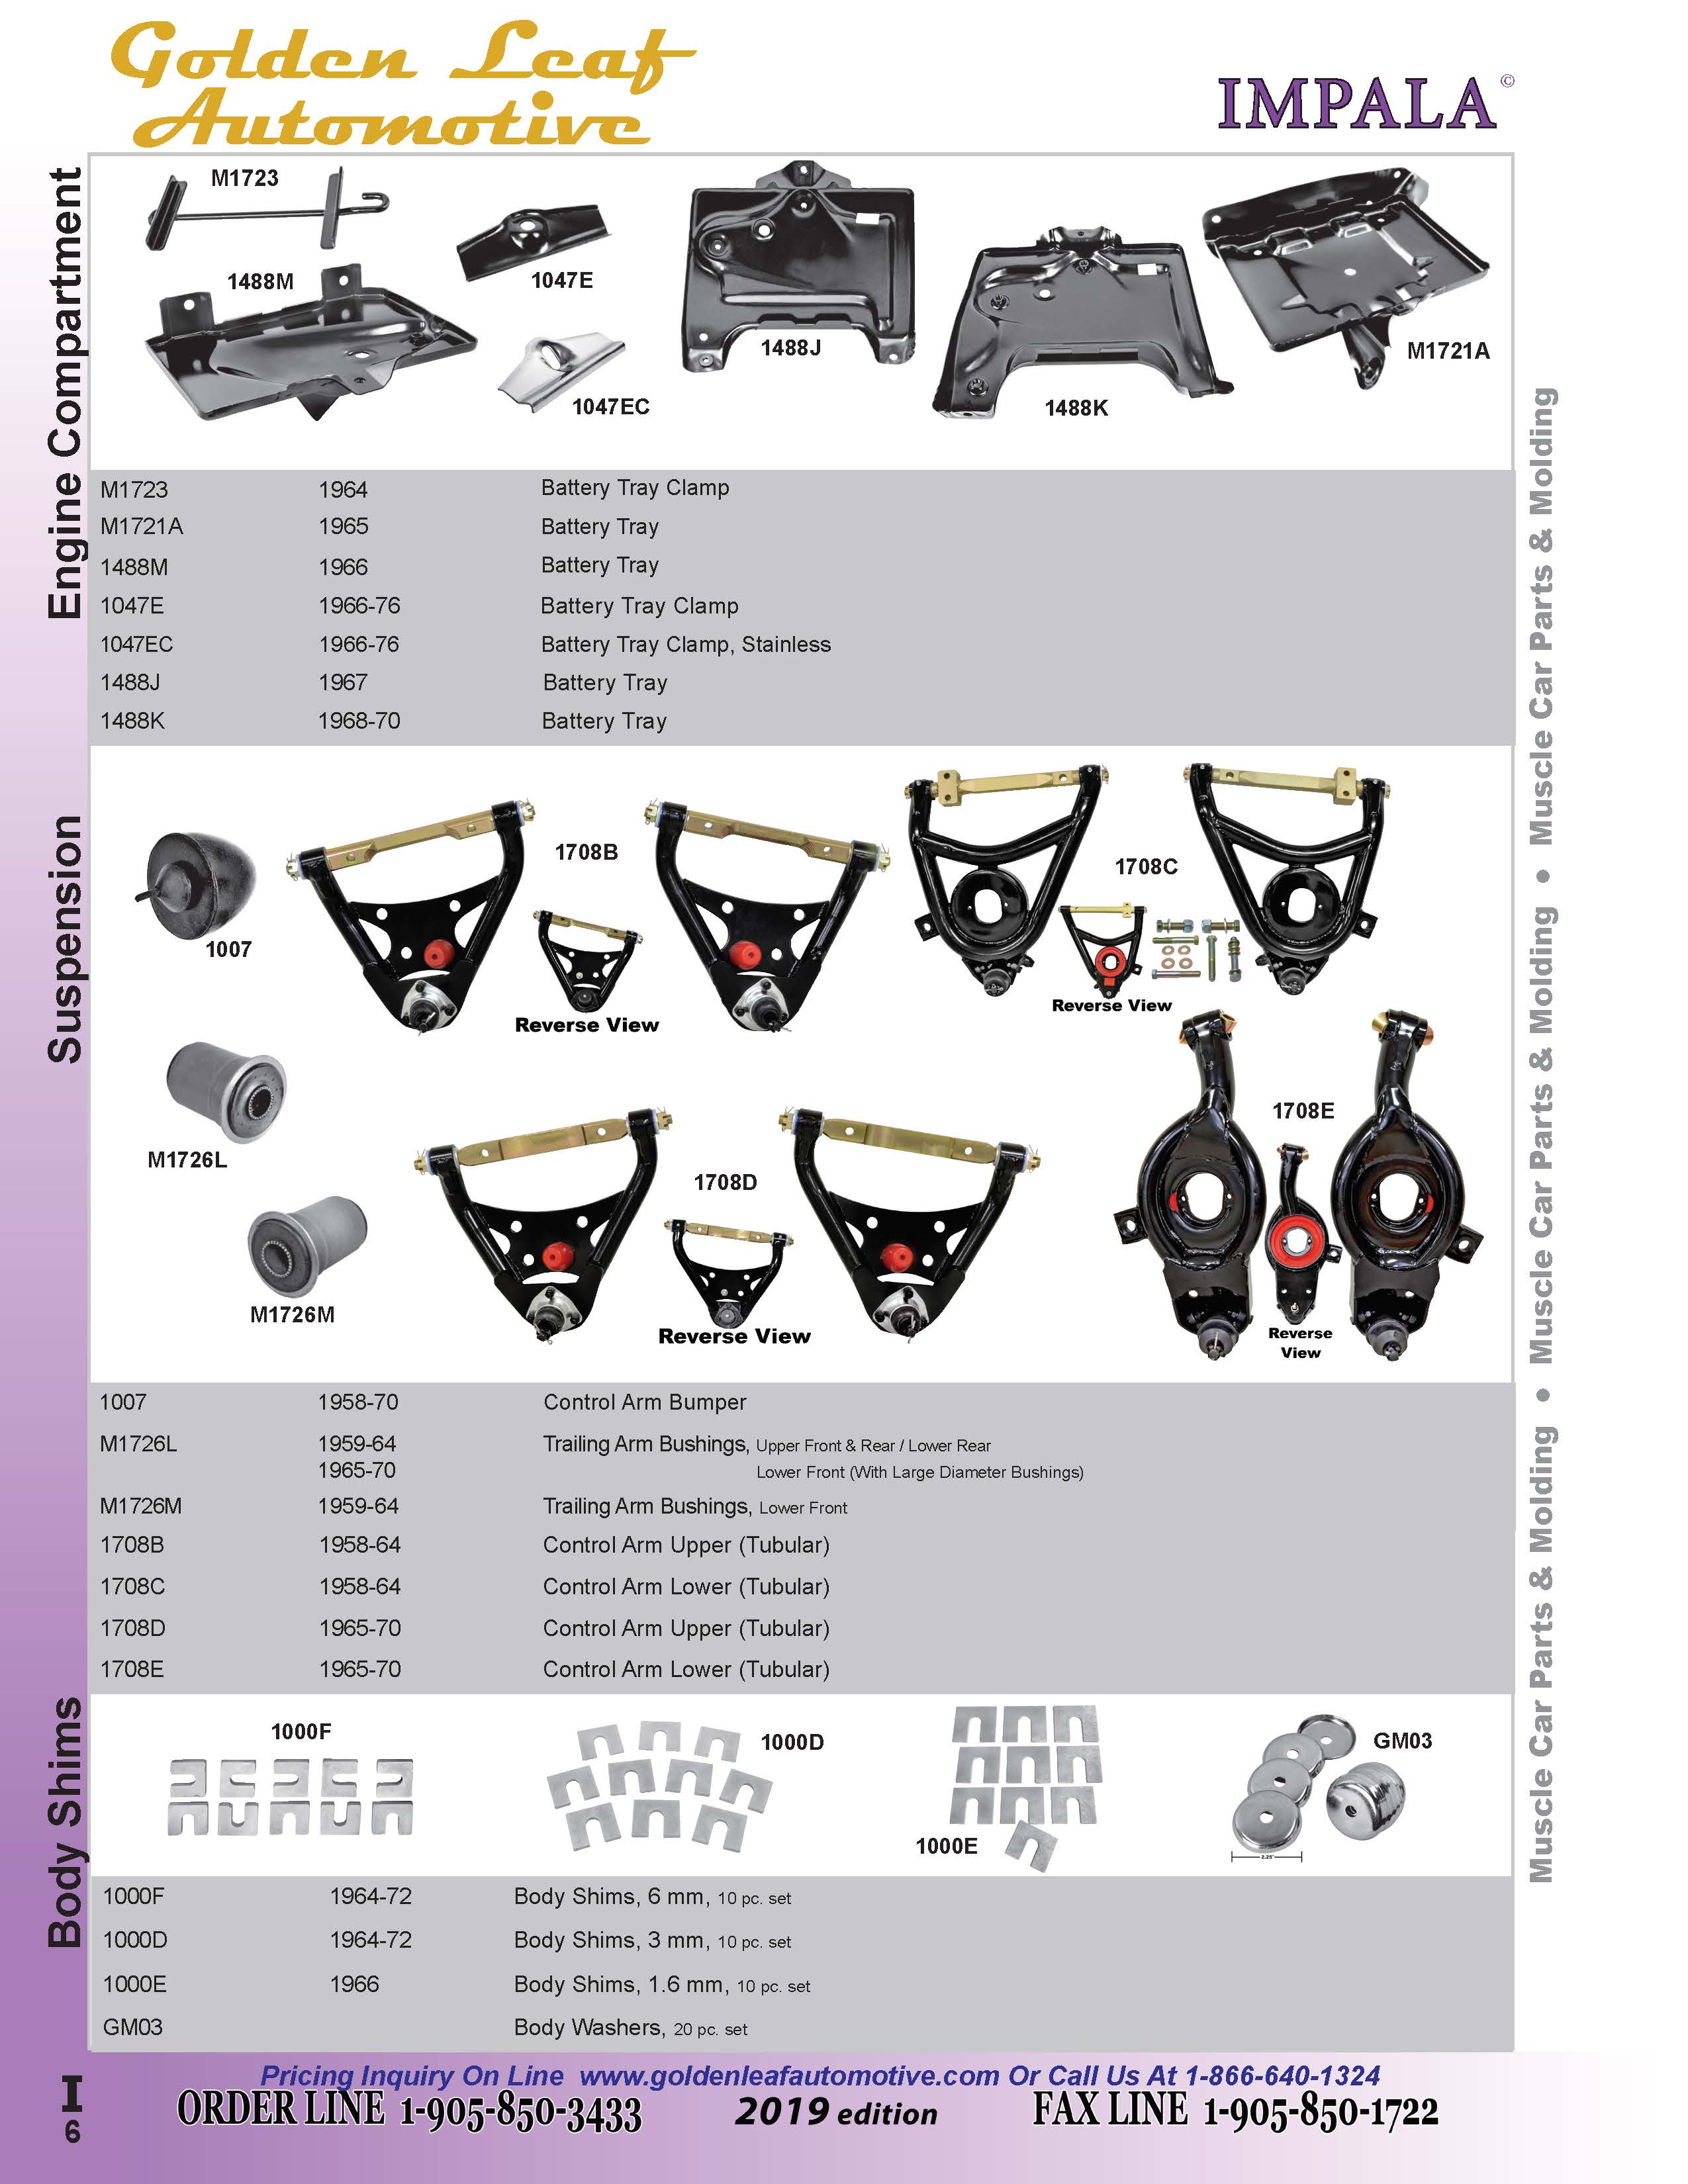 Golden Leaf
Automotive
IMPALA©
Engine Compartment
M1723
1488M
1047E
1047EC
1488J
1488K
M1721A
M1723 1964 Battery Tray Clamp
M1721A 1965 Battery Tray
1488M 1966 Battery Tray
1047E 1966-76 Battery Tray Clamp
1047EC 1966-76 Battery Tray Clamp, Stainless
1488J 1967 Battery Tray
1488K 1968-70 Battery Tray
Suspension
1007
1708B
Reverse View
1708C
Reverse View
M1726L
M1726M
1708D
Reverse View
1708E
Reverse
View
1007 1958-70 Control Arm Bumper
M1726L 1959-64 Trailing Arm Bushings, Upper Front & Rear / Lower Rear
1965-70 Lower Front (With Large Diameter Bushings)
M1726M 1959-64 Trailing Arm Bushings, Lower Front
1708B 1958-64 Control Arm Upper (Tubular)
1708C 1958-64 Control Arm Lower (Tubular)
1708D 1965-70 Control Arm Upper (Tubular)
1708E 1965-70 Control Arm Lower (Tubular)
Body Shims
1000F
1000D
1000E
GM03
2.25"
1000F 1964-72 Body Shims, 6 mm, 10 pc. set
1000D 1964-72 Body Shims, 3 mm, 10 pc. set
1000E 1966 Body Shims, 1.6 mm, 10 pc. set
GM03 Body Washers, 20 pc. set
Muscle Car Parts & Molding • Muscle Car Parts & Molding • Muscle Car Parts & Molding
Pricing Inquiry On Line www.goldenleafautomotive.com Or Call Us At 1-866-640-1324
ORDER LINE 1-905-850-3433 2019 edition FAX LINE 1-905-850-1722
I
6